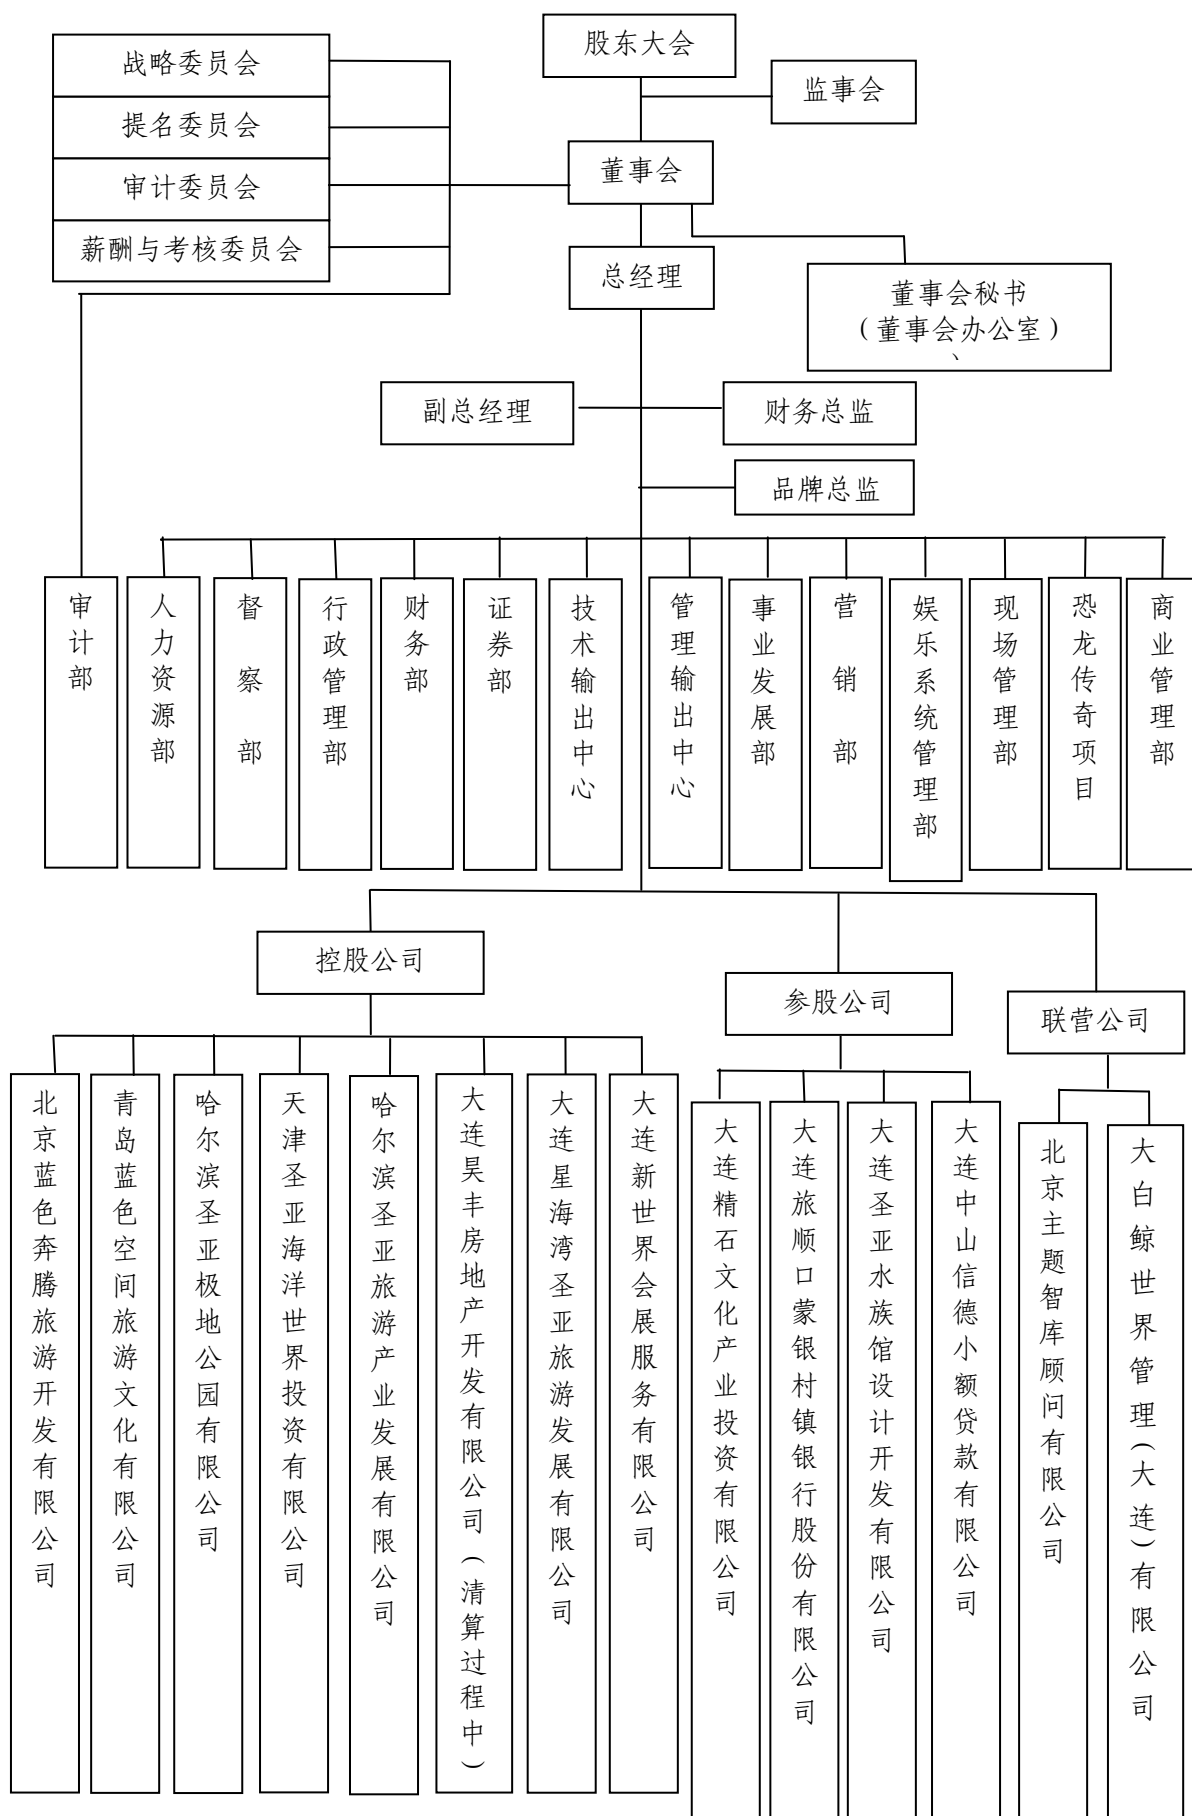 股东大会
战略委员会
监事会
提名委员会
董事会
审计委员会
薪酬与考核委员会
总经理
董事会秘书
（董事会办公室）
、
副总经理
财务总监
品牌总监
审计部
人力资源部
督察部
行政管理部
财务部
证券部
技术输出中心
管理输出中心
事业发展部
营销部
娱乐系统管理部
现场管理部
恐龙传奇项目
商业管理部
控股公司
参股公司
联营公司
北京蓝色奔腾旅游开发有限公司
青岛蓝色空间旅游文化有限公司
哈尔滨圣亚极地公园有限公司
天津圣亚海洋世界投资有限公司
哈尔滨圣亚旅游产业发展有限公司
大连昊丰房地产开发有限公司（清算过程中）
大连星海湾圣亚旅游发展有限公司
大连新世界会展服务有限公司
大连精石文化产业投资有限公司
大连旅顺口蒙银村镇银行股份有限公司
大连圣亚水族馆设计开发有限公司
大连中山信德小额贷款有限公司
北京主题智库顾问有限公司
大白鲸世界管理（大连）有限公司